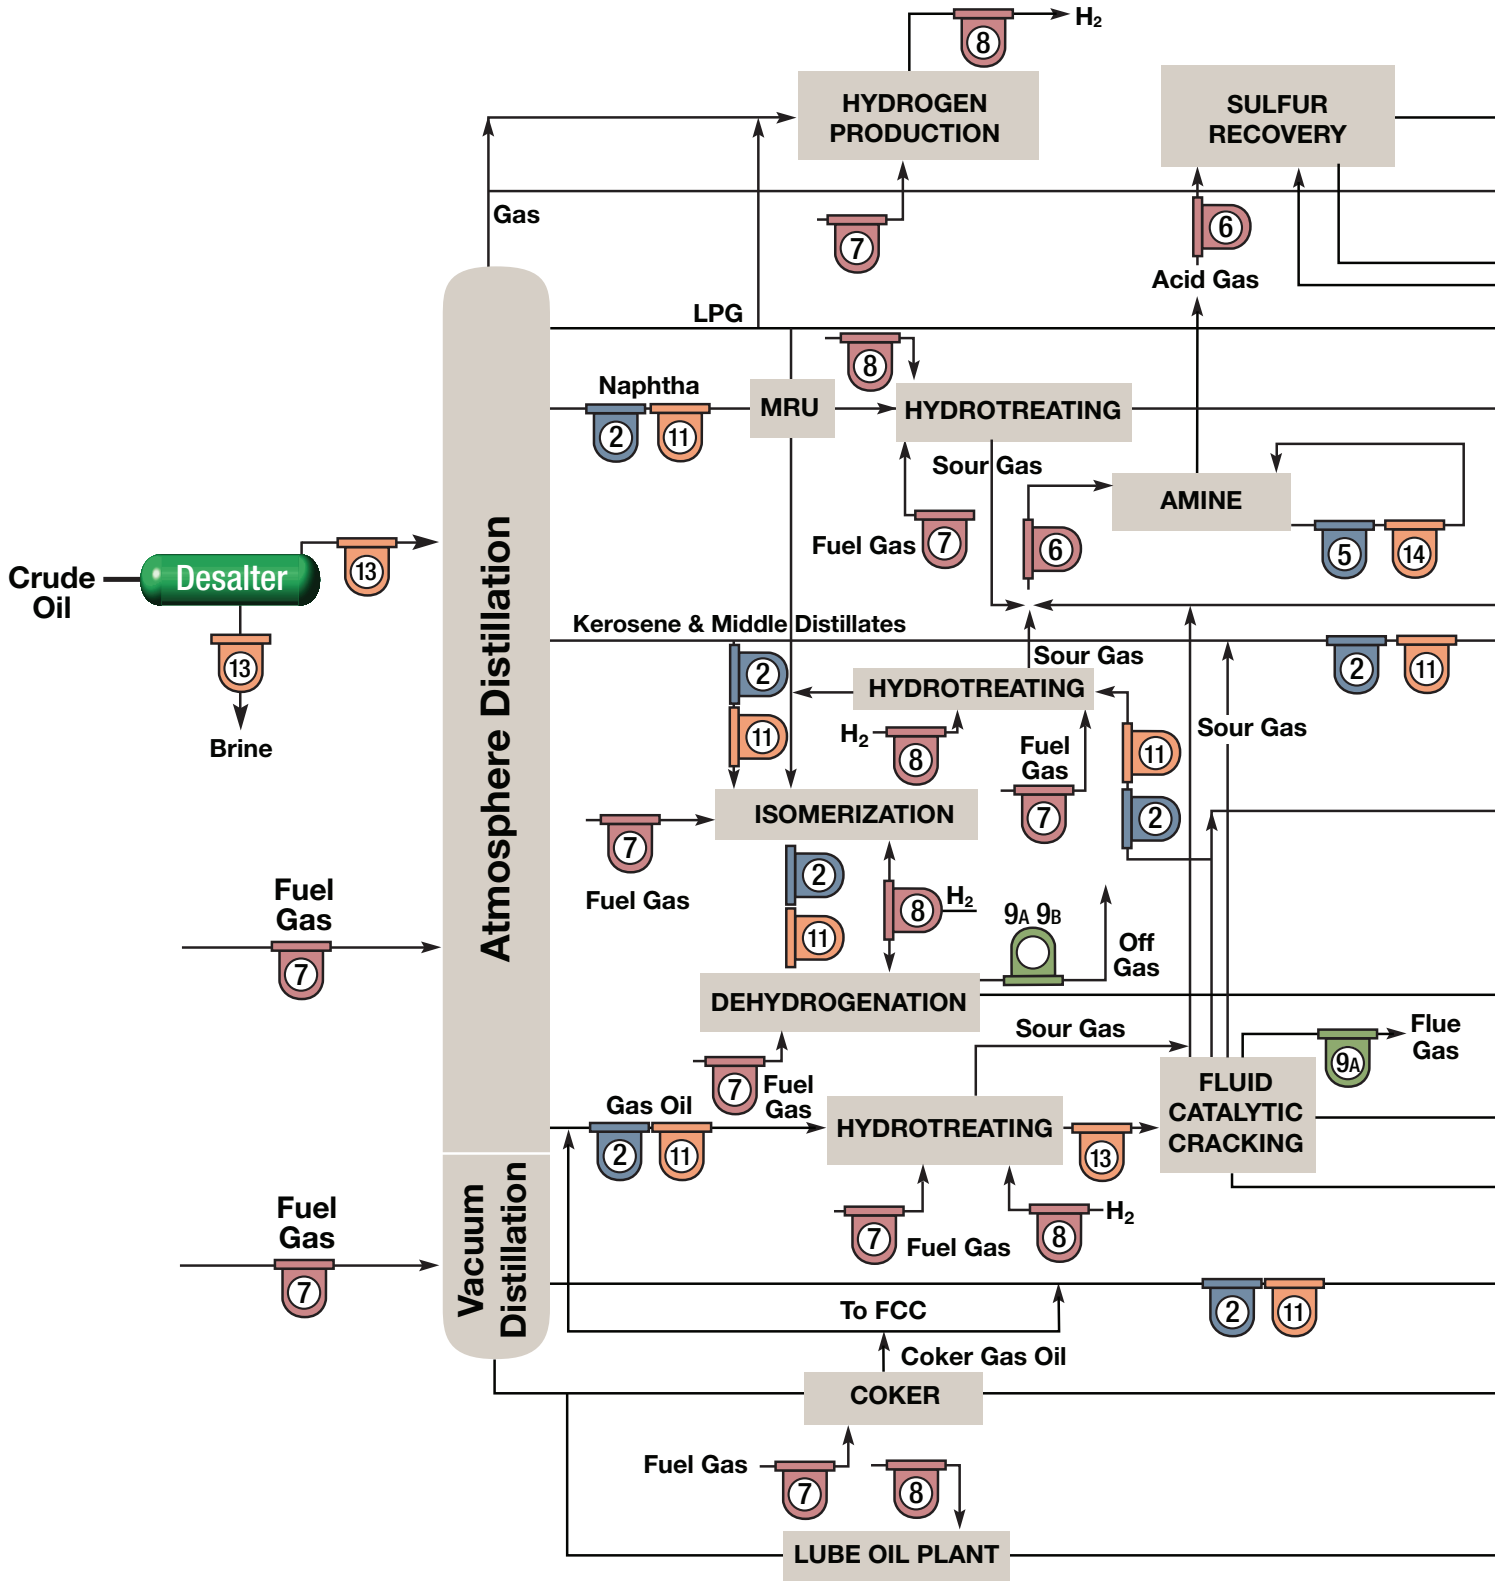 8
H2
HYDROGEN
PRODUCTION
SULFUR
RECOVERY
Gas
7
6
Acid Gas
LPG
8
Naphtha
MRU
HYDROTREATING
2
11
Sour Gas
AMINE
Fuel Gas
7
6
5
14
Crude
Oil
Desalter
13
13
Brine
Atmosphere Distillation
Kerosene & Middle Distillates
2
11
2
Sour Gas
HYDROTREATING
11
H2
8
Fuel
Gas
7
11
2
Sour Gas
ISOMERIZATION
7
Fuel Gas
2
11
8
H2
9A 9B
Off
Gas
Fuel
Gas
7
DEHYDROGENATION
Sour Gas
9A
Flue
Gas
7
Fuel
Gas
Gas Oil
2
11
HYDROTREATING
13
FLUID
CATALYTIC
CRACKING
7
Fuel Gas
8
H2
Fuel
Gas
7
Vacuum
Distillation
To FCC
2
11
Coker Gas Oil
COKER
Fuel Gas
7
8
LUBE OIL PLANT